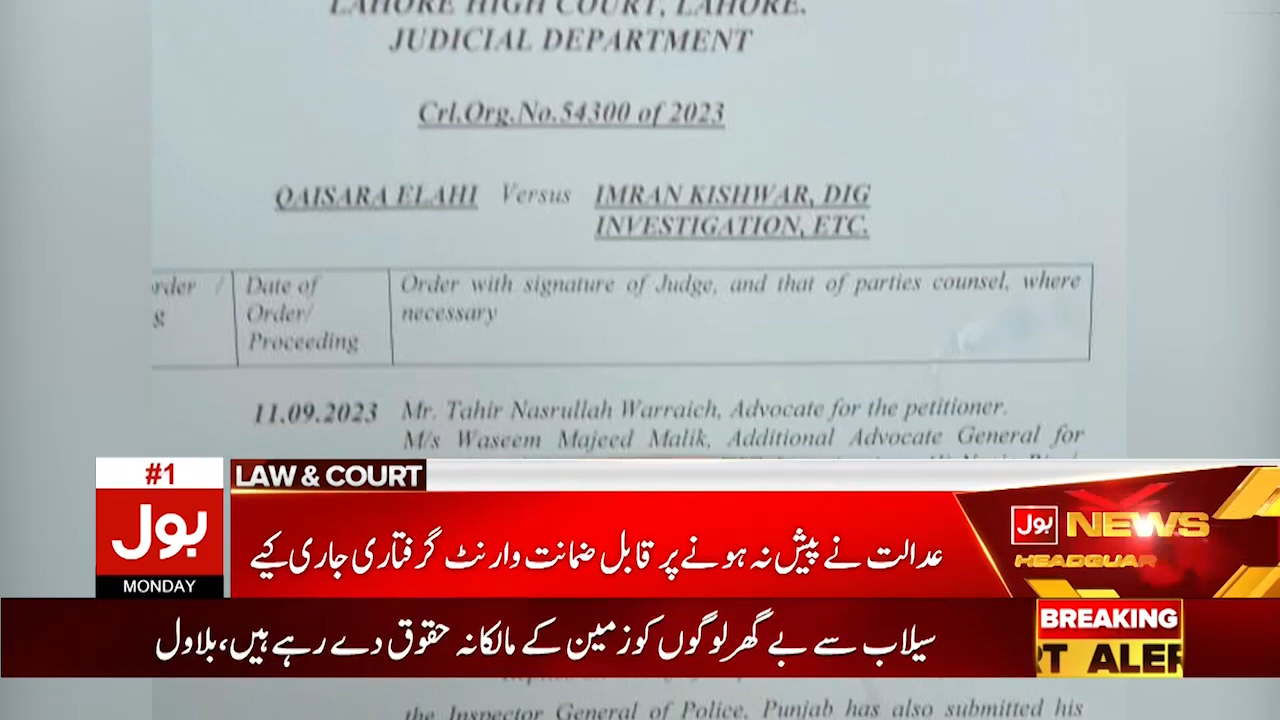 LAHORE HIGH COURT, LAHORE.
JUDICIAL DEPARTMENT
Crl.Org.No.54300 of 2023
QAISARA ELAHI Versus IMRAN KISHWAR, DIG
INVESTIGATION, ETC.
rder /
g
Date of
Order/
Proceeding
Order with signature of Judge, and that of parties counsel, where
necessary
11.09.2023 Mr. Tahir Nasrullah Warraich, Advocate for the petitioner.
M/s Waseem Majeed Malik, Additional Advocate General for
#1
بول
MONDAY
LAW & COURT
عدالت نے پیش نہ ہونے پر قابل ضمانت وارنٹ گرفتاری جاری کیے
بول NEWS
HEADQUAR
سیلاب سے بے گھر لوگوں کو زمین کے مالکانہ حقوق دے رہے ہیں، بلاول
BREAKING
RT ALER
the Inspector General of Police, Punjab has also submitted his